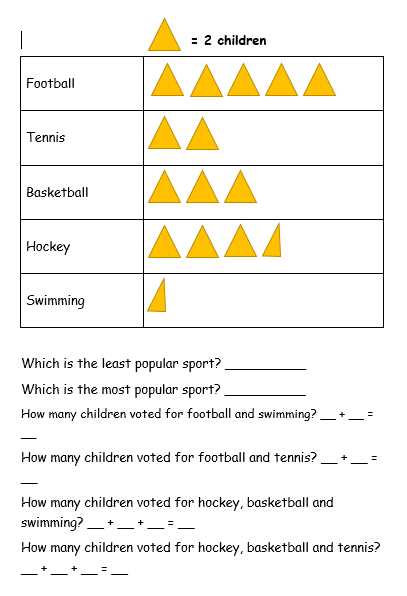 = 2 children
Football
Tennis
Basketball
Hockey
Swimming
Which is the least popular sport? ___________
Which is the most popular sport? ___________
How many children voted for football and swimming? __ + __ =
__
How many children voted for football and tennis? __ + __ =
__
How many children voted for hockey, basketball and
swimming? __ + __ + __ = __
How many children voted for hockey, basketball and tennis?
__ + __ + __ = __